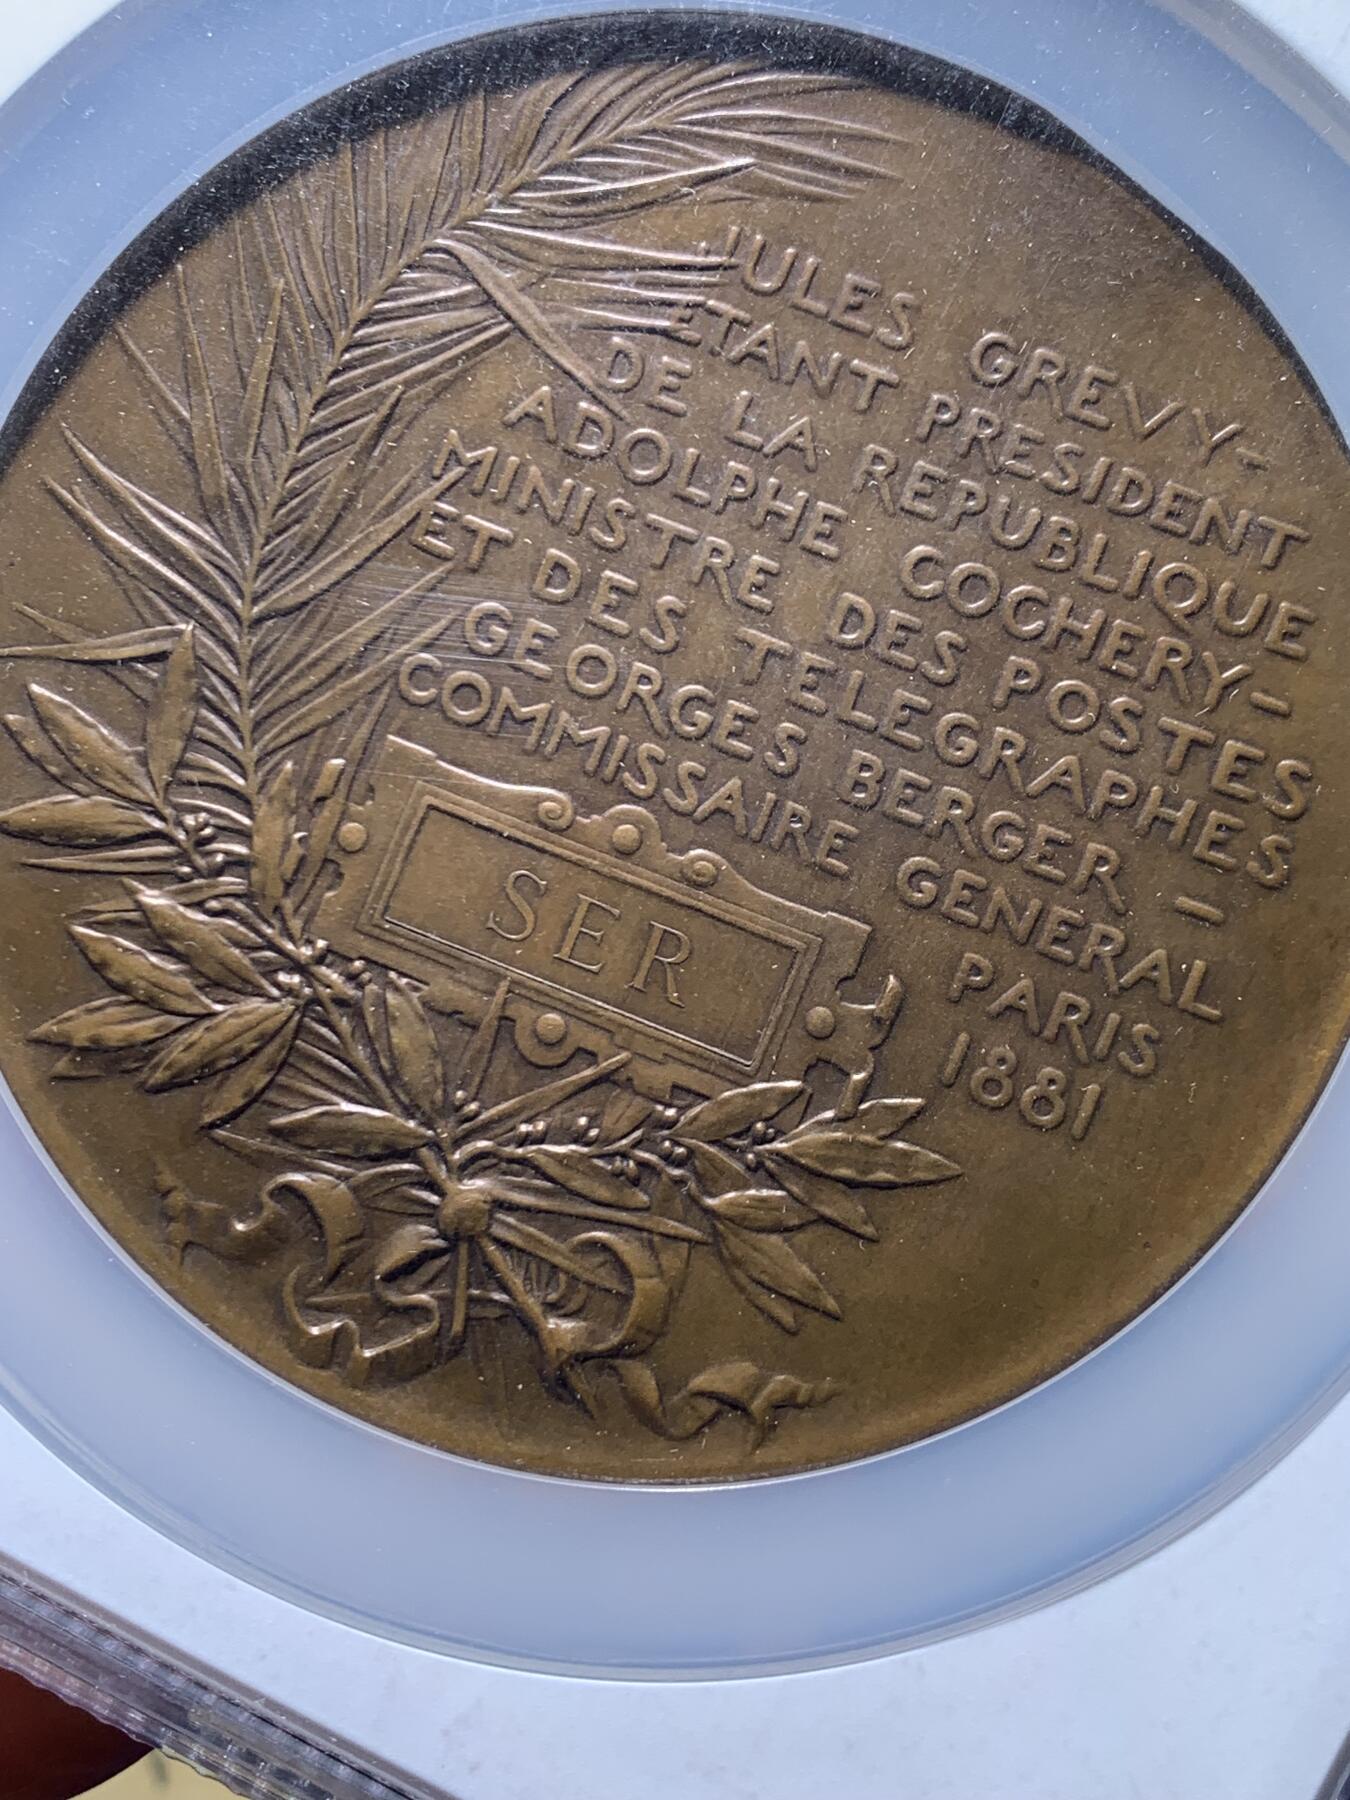 JULES GREVY-
ETANT PRESIDENT
DE LA REPUBLIQUE
ADOLPHE COCHERY-
MINISTRE DES POSTES
ET DES TELEGRAPHES
GEORGES BERGER-
COMMISSAIRE GENERAL
PARIS
1881
SER